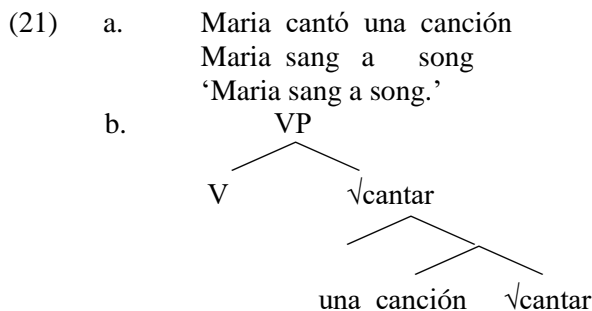 (21) a. Maria cantó una canción
Maria sang a song
‘Maria sang a song.’
b. VP
V √cantar
una canción √cantar